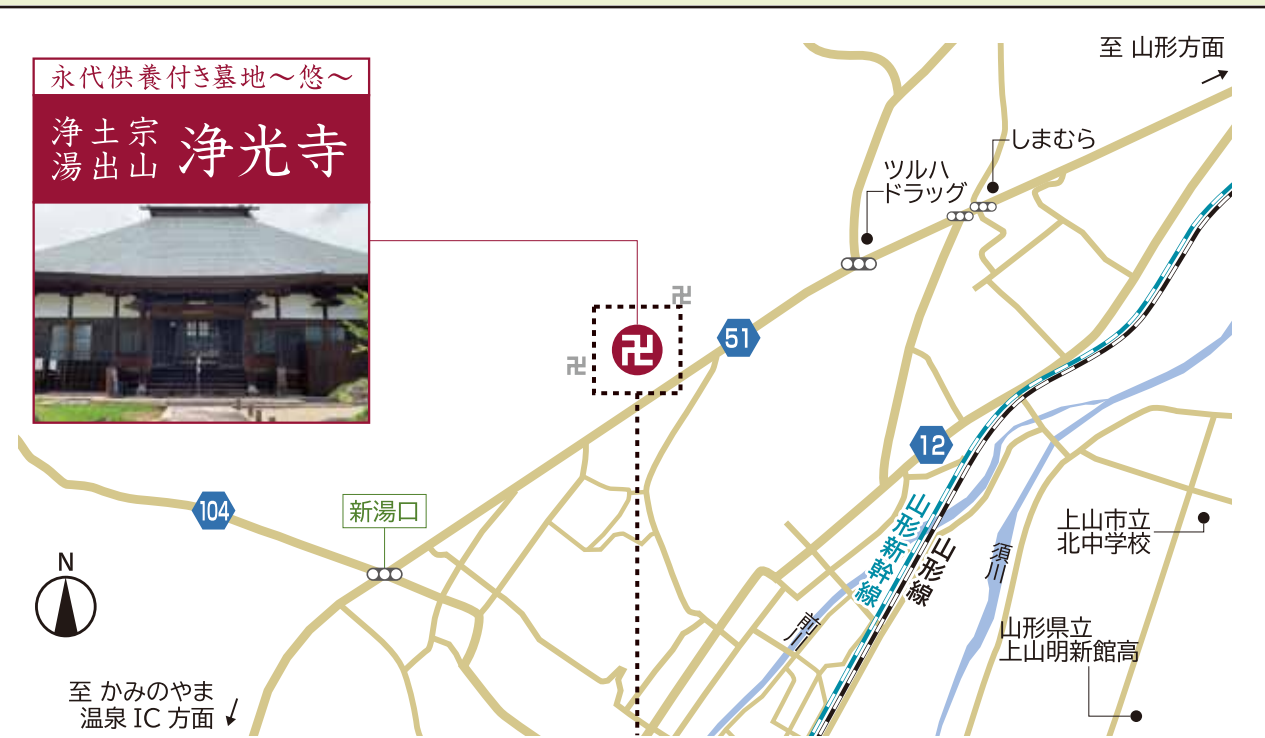 永代供養付き墓地～悠～
浄土宗
湯出山
浄光寺
至 山形方面
しまむら
ツルハ
ドラッグ
51
12
104
新湯口
N
山形新幹線
山形線
須川
前川
上山市立
北中学校
山形県立
上山明新館高
至 かみのやま
温泉 IC 方面